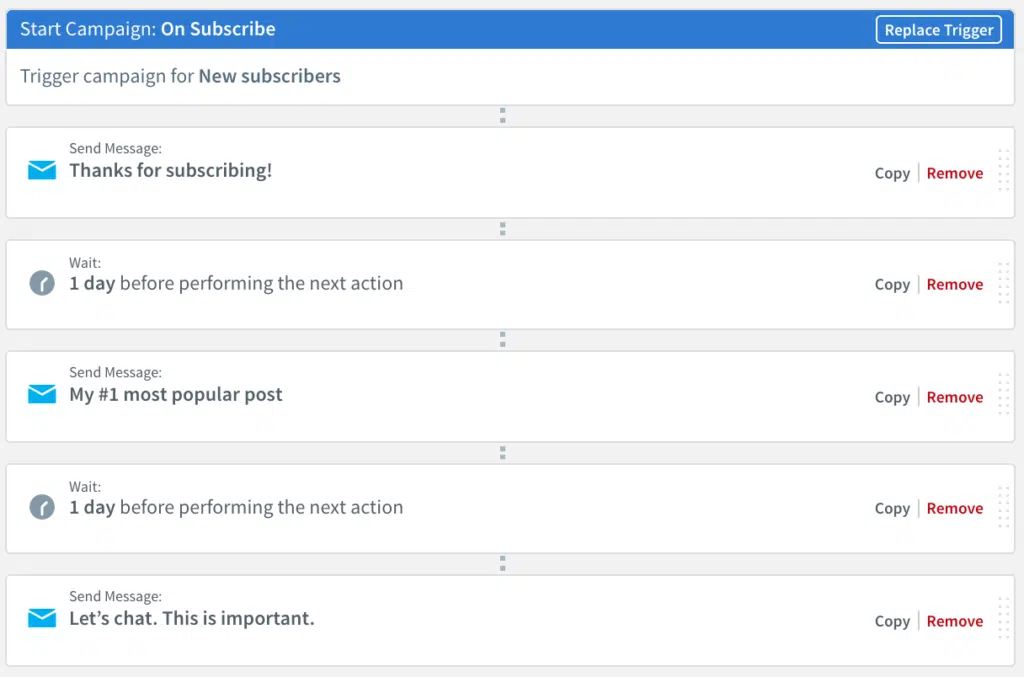 Start Campaign: On Subscribe
Replace Trigger
Trigger campaign for New subscribers
Send Message:
Thanks for subscribing!
Copy | Remove
Wait:
1 day before performing the next action
Copy | Remove
Send Message:
My #1 most popular post
Copy | Remove
Wait:
1 day before performing the next action
Copy | Remove
Send Message:
Let’s chat. This is important.
Copy | Remove